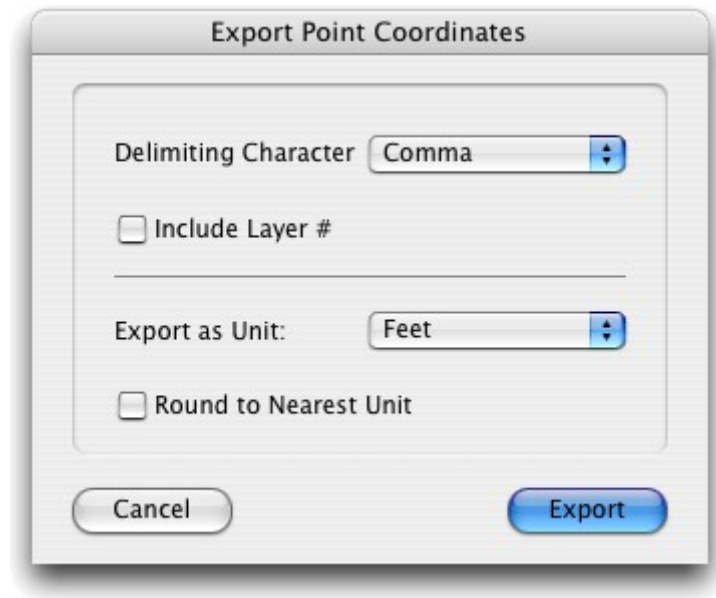 Export Point Coordinates
Delimiting Character Comma
Include Layer #
Export as Unit: Feet
Round to Nearest Unit
Cancel Export